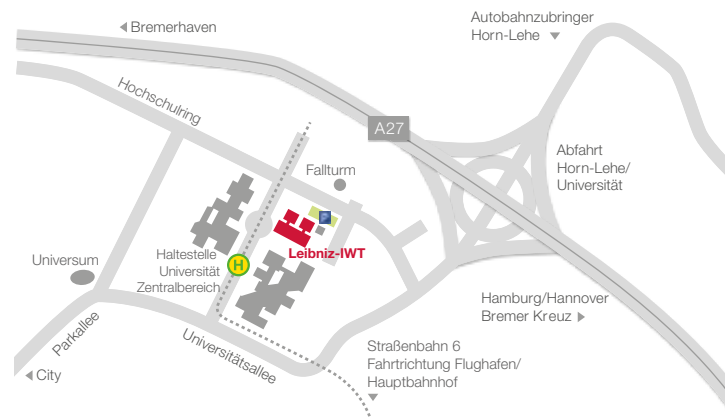 Bremerhaven
Autobahnzubringer
Horn-Lehe
Hochschulring
A27
Abfahrt
Horn-Lehe/
Universität
Fallturm
Leibniz-IWT
Haltestelle
Universität
Zentralbereich
H
Universum
Parkallee
Universitätsallee
City
Hamburg/Hannover
Bremer Kreuz
Straßenbahn 6
Fahrtrichtung Flughafen/
Hauptbahnhof